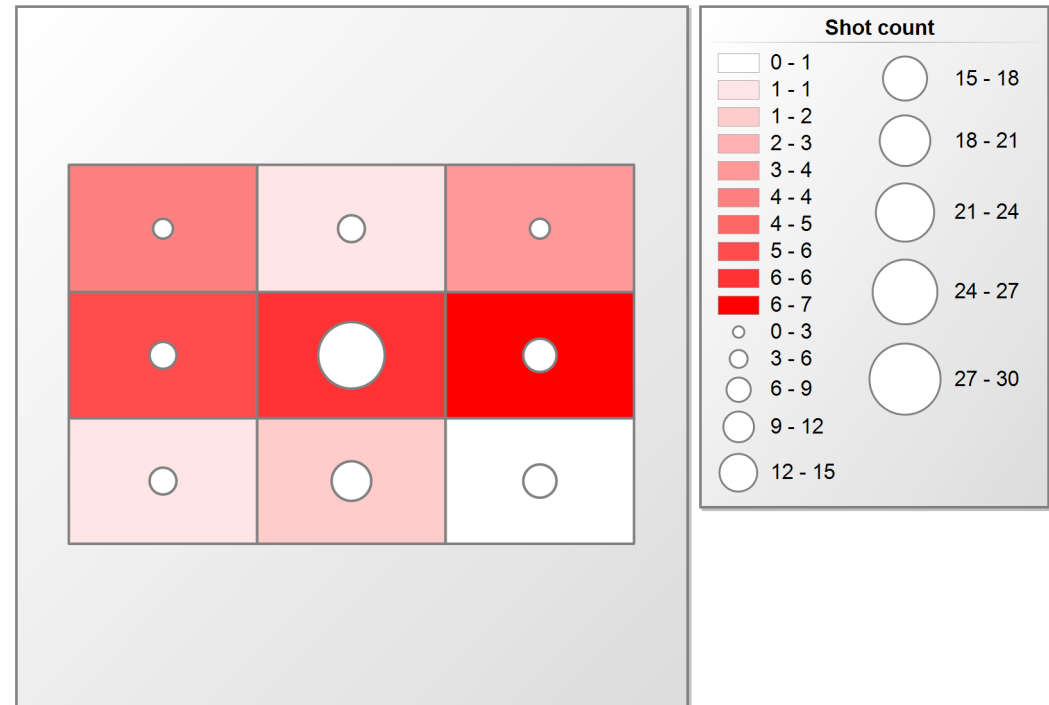 Shot count
0 - 1
1 - 1
1 - 2
2 - 3
3 - 4
4 - 4
4 - 5
5 - 6
6 - 6
6 - 7
0 - 3
3 - 6
6 - 9
9 - 12
12 - 15
15 - 18
18 - 21
21 - 24
24 - 27
27 - 30